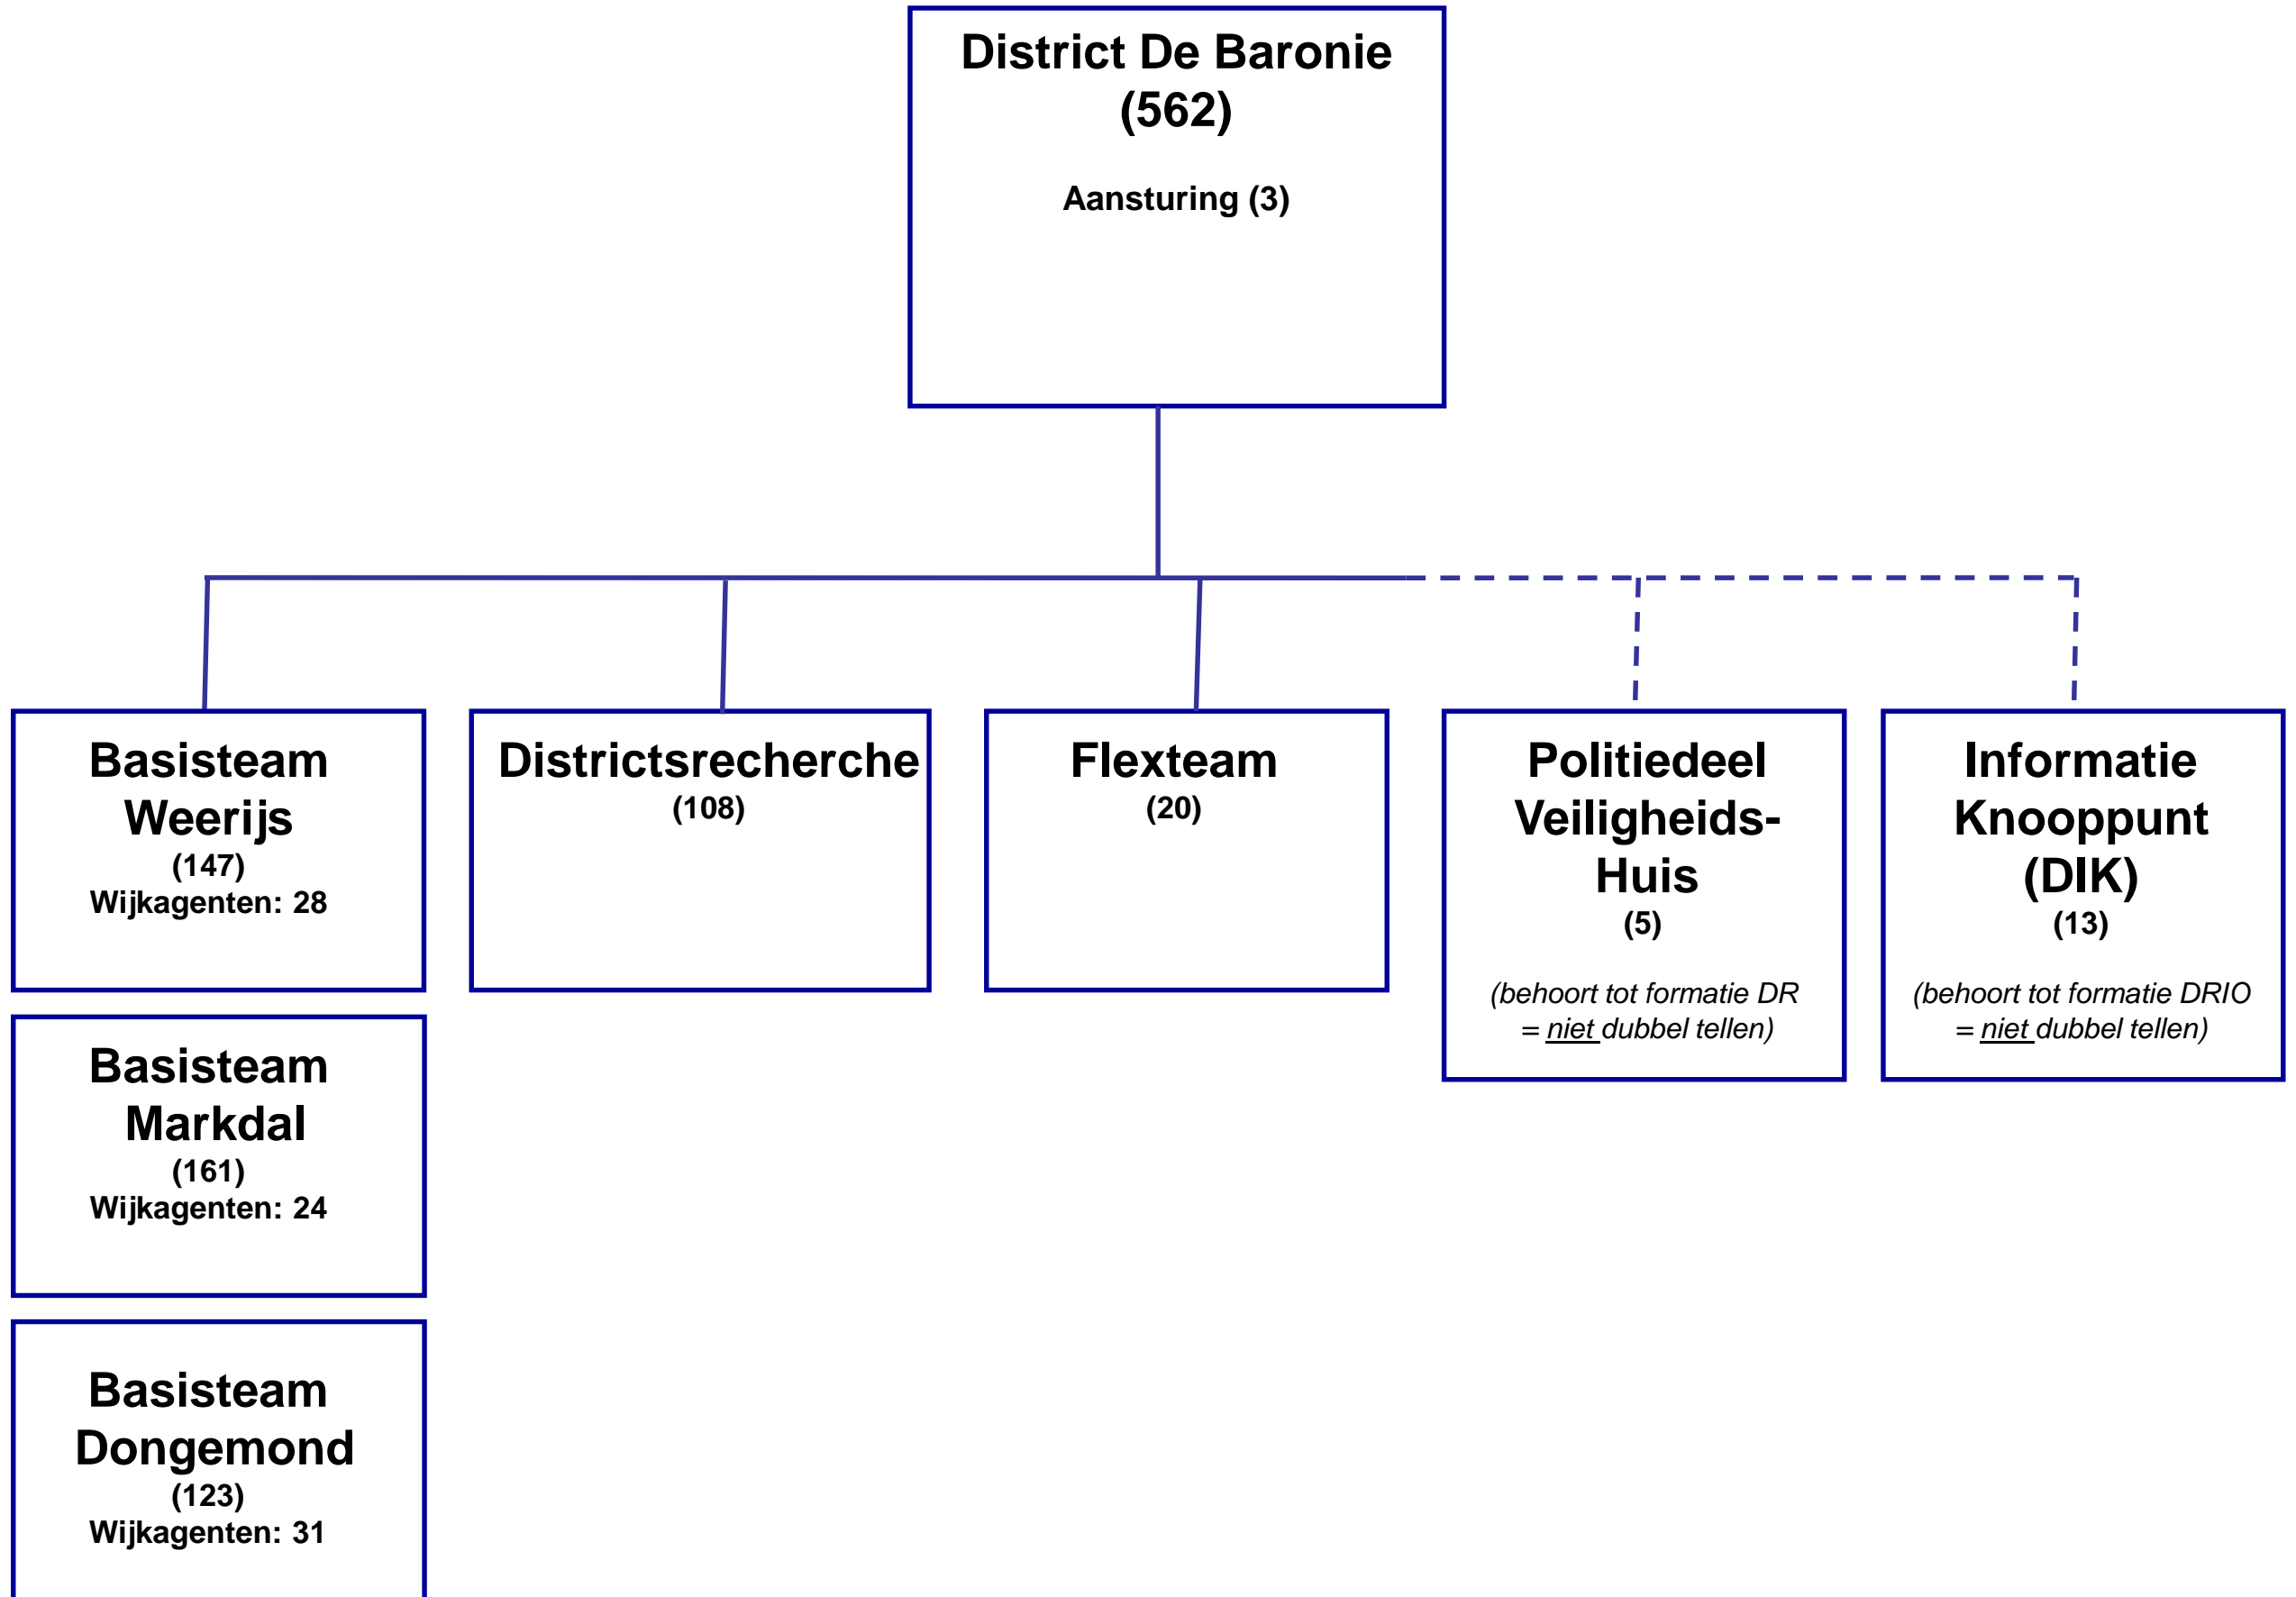 District De Baronie
(562)
Aansturing (3)
Basisteam
Weerijs
(147)
Wijkagenten: 28
Districtsrecherche
(108)
Flexteam
(20)
Politiedeel
Veiligheids-
Huis
(5)
(behoort tot formatie DR
= niet dubbel tellen)
Informatie
Knooppunt
(DIK)
(13)
(behoort tot formatie DRIO
= niet dubbel tellen)
Basisteam
Markdal
(161)
Wijkagenten: 24
Basisteam
Dongemond
(123)
Wijkagenten: 31